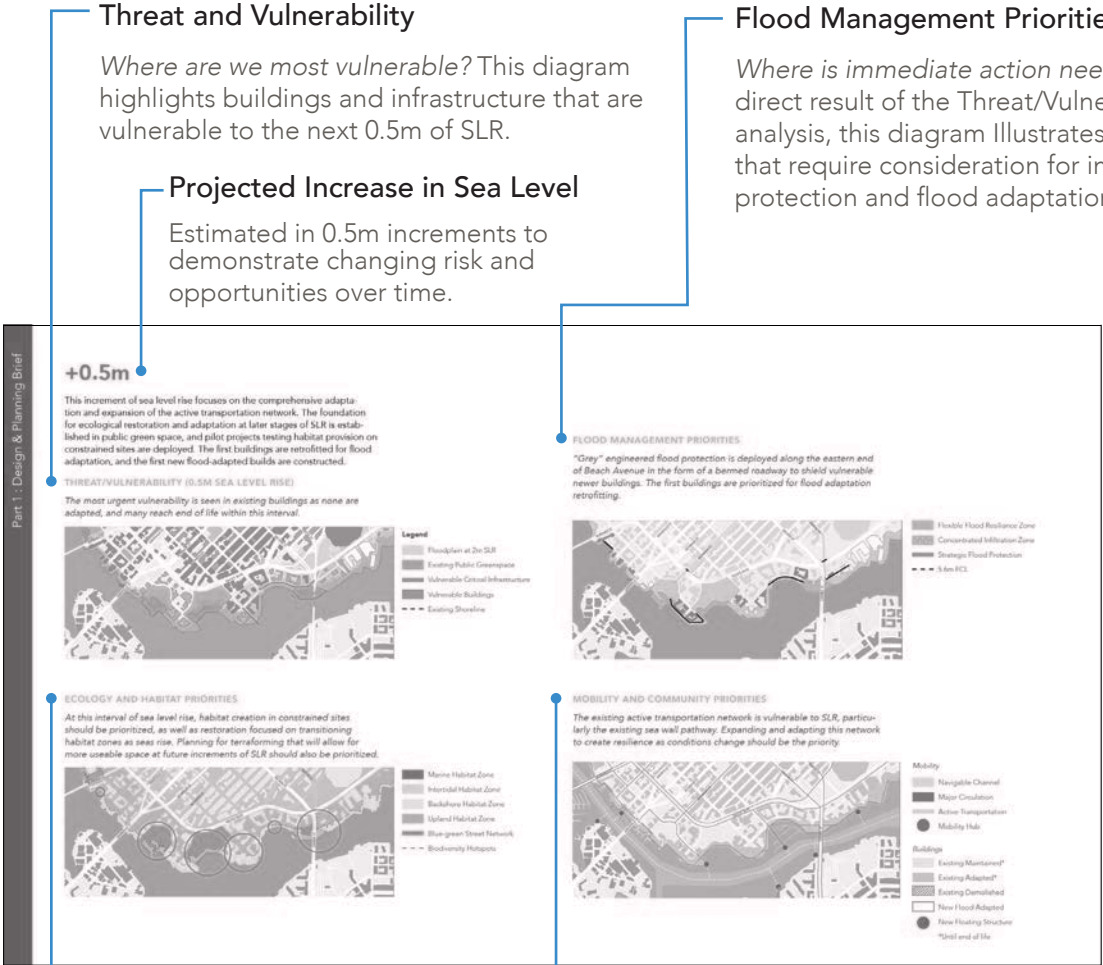 Threat and Vulnerability
Where are we most vulnerable? This diagram
highlights buildings and infrastructure that are
vulnerable to the next 0.5m of SLR.
Projected Increase in Sea Level
Estimated in 0.5m increments to
demonstrate changing risk and
opportunities over time.
Flood Management Prioritie
Where is immediate action nee
direct result of the Threat/Vulne
analysis, this diagram Illustrates
that require consideration for in
protection and flood adaptation
Part 1 : Design & Planning Brief
+0.5m
This increment of sea level rise focuses on the comprehensive adapta-
tion and expansion of the active transportation network. The foundation
for ecological restoration and adaptation at later stages of SLR is estab-
lished in public green space, and pilot projects testing habitat provision on
constrained sites are deployed. The first buildings are retrofitted for flood
adaptation, and the first new flood-adapted builds are constructed.
THREAT/VULNERABILITY (0.5M SEA LEVEL RISE)
The most urgent vulnerability is seen in existing buildings as none are
adapted, and many reach end of life within this interval.
Legend
Floodplain at 2m SLR
Existing Public Greenspace
Vulnerable Critical Infrastructure
Vulnerable Buildings
Existing Shoreline
FLOOD MANAGEMENT PRIORITIES
"Grey" engineered flood protection is deployed along the eastern end
of Beach Avenue in the form of a bermed roadway to shield vulnerable
newer buildings. The first buildings are prioritized for flood adaptation
retrofitting.
Flexible Flood Resilience Zone
Concentrated Infiltration Zone
Strategic Flood Protection
5.6m FCL
ECOLOGY AND HABITAT PRIORITIES
At this interval of sea level rise, habitat creation in constrained sites
should be prioritized, as well as restoration focused on transitioning
habitat zones as seas rise. Planning for terraforming that will allow for
more useable space at future increments of SLR should also be prioritized.
Marine Habitat Zone
Intertidal Habitat Zone
Backshore Habitat Zone
Upland Habitat Zone
Blue-green Street Network
Biodiversity Hotspots
MOBILITY AND COMMUNITY PRIORITIES
The existing active transportation network is vulnerable to SLR, particu-
larly the existing sea wall pathway. Expanding and adapting this network
to create resilience as conditions change should be the priority.
Mobility
Navigable Channel
Major Circulation
Active Transportation
Mobility Hub
Buildings
Existing Maintained*
Existing Adapted*
Existing Demolished
New Flood Adapted
New Floating Structure
*Until end of life